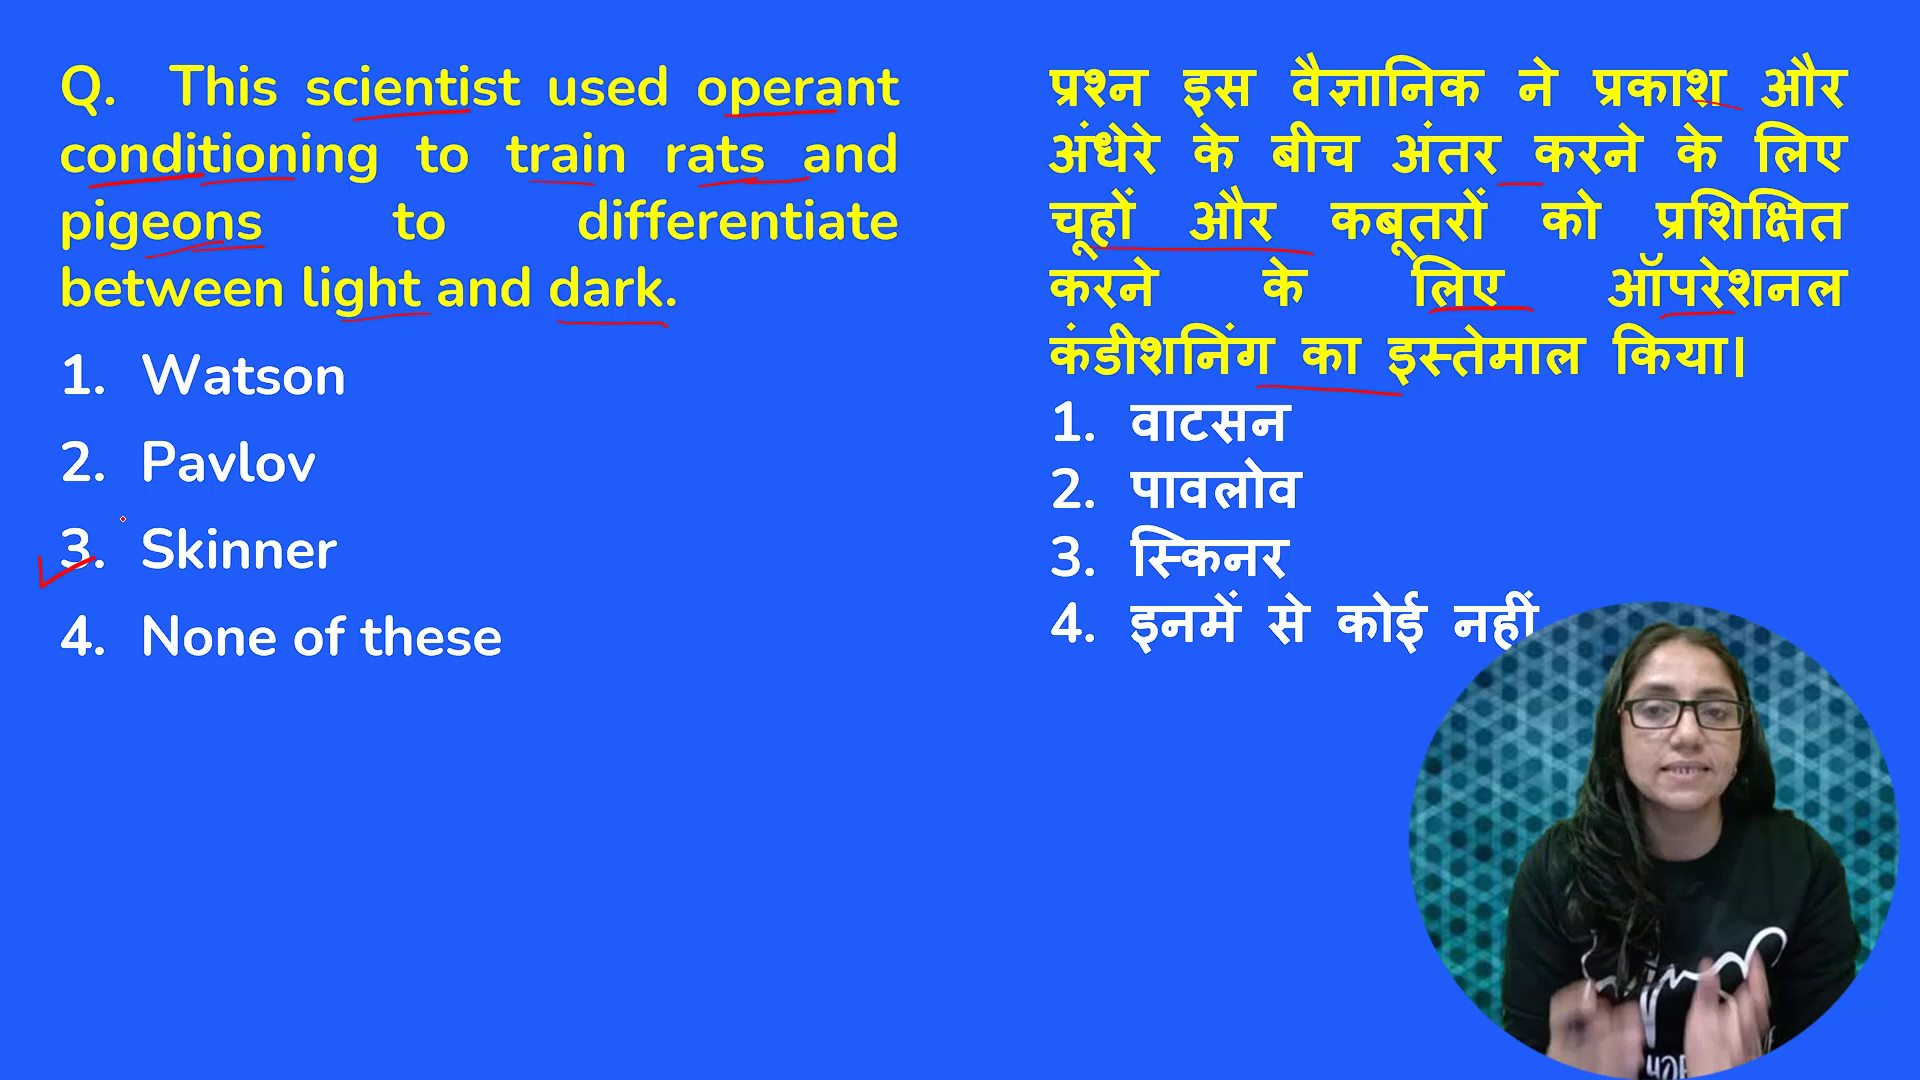 Q. This scientist used operant
conditioning to train rats and
pigeons to differentiate
between light and dark.
1. Watson
2. Pavlov
3. Skinner
4. None of these
प्रश्न इस वैज्ञानिक ने प्रकाश और
अंधेरे के बीच अंतर करने के लिए
चूहों और कबूतरों को प्रशिक्षित
करने के लिए ऑपरेशनल
कंडीशनिंग का इस्तेमाल किया।
1. वाटसन
2. पावलोव
3. स्किनर
4. इनमें से कोई नहीं